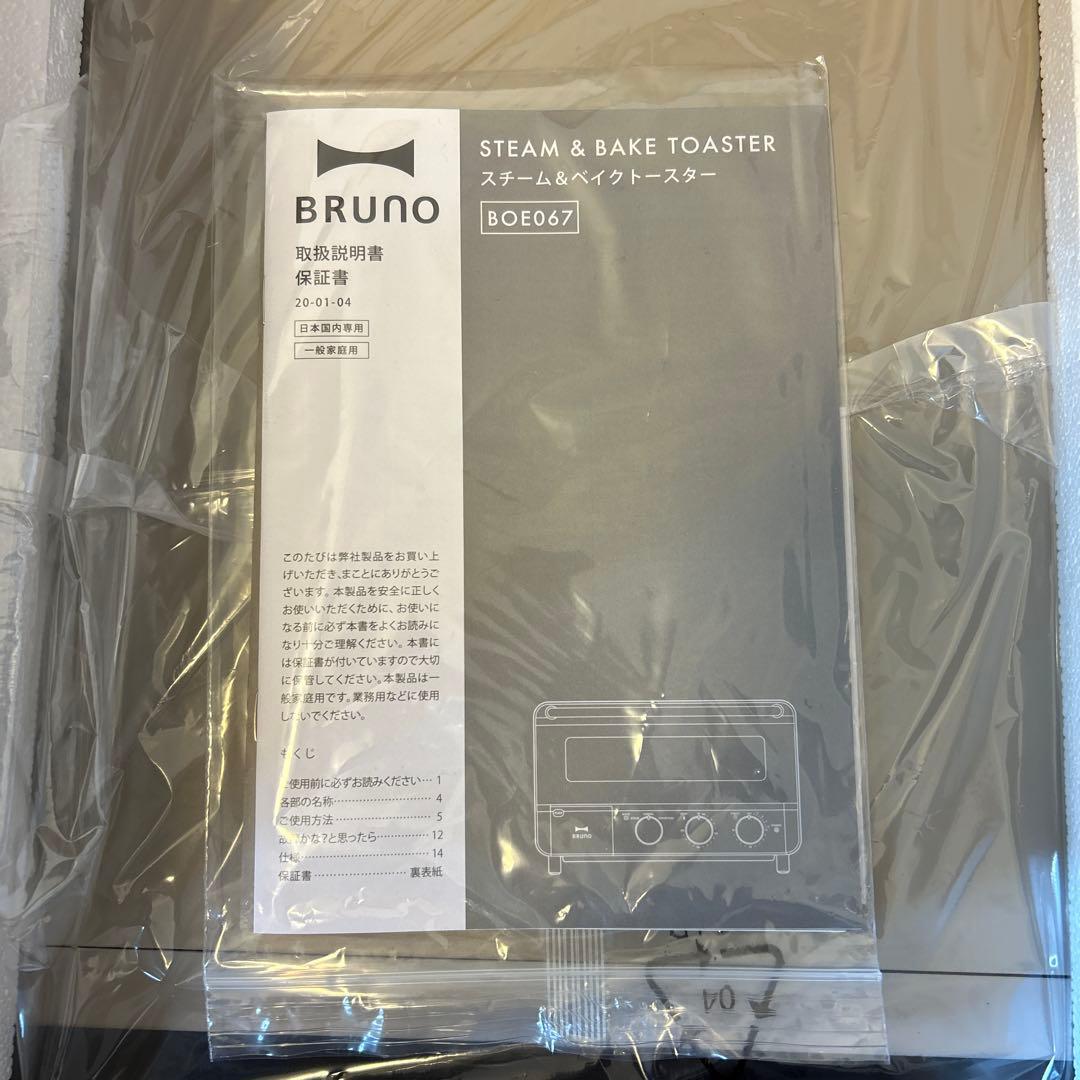 BRUNO
取扱説明書
保証書
20-01-04
日本国内専用
一般家庭用
STEAM & BAKE TOASTER
スチーム&ベイクトースター
BOE067
このたびは弊社製品をお買い上
げいただき、まことにありがとうご
ざいます。本製品を安全に正しく
お使いいただくために、お使いに
なる前に必ず本書をよくお読みに
なり十分ご理解ください。本書に
は保証書が付いていますので大切
に保管してください。本製品は一
般家庭用です。業務用などに使用
しないでください。
もくじ
ご使用前に必ずお読みください… 1
各部の名称……………………… 4
ご使用方法……………………… 5
故障かな?と思ったら………… 12
仕様……………………………… 14
保証書…………………… 裏表紙
BRUNO
04